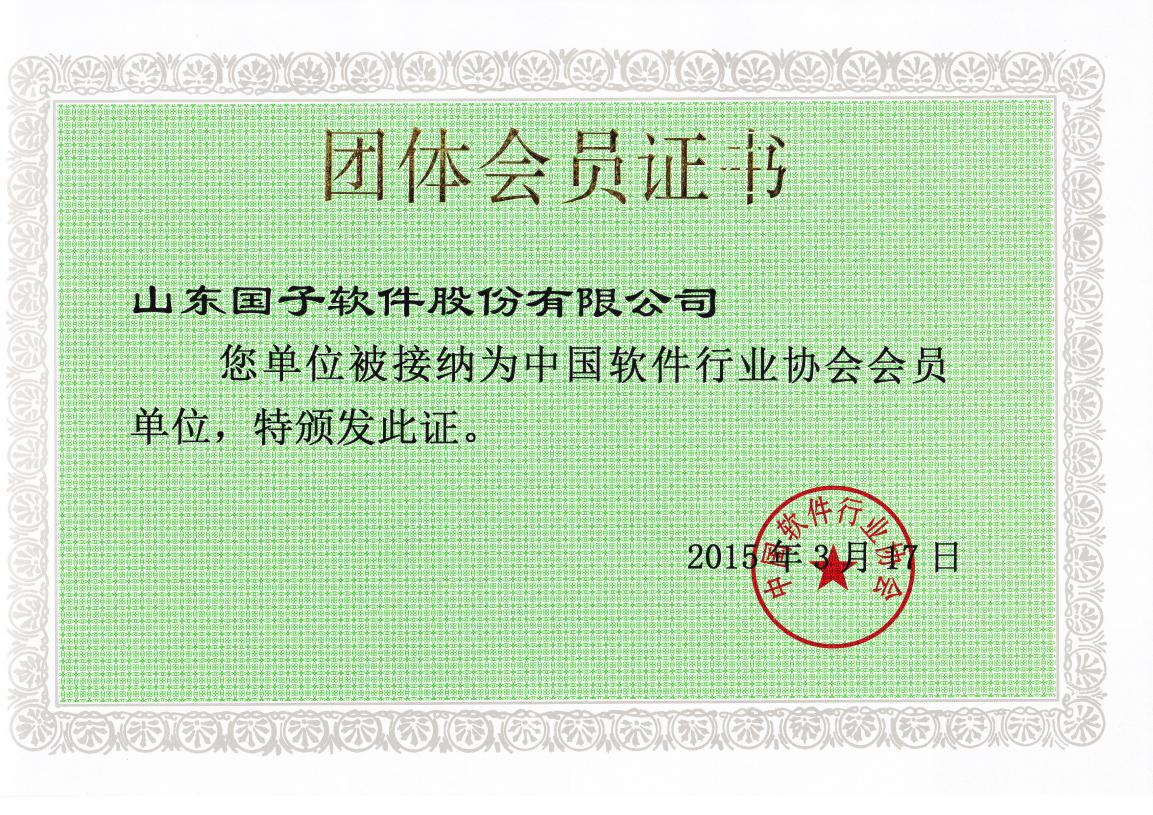 团体会员证书
山东国子软件股份有限公司
您单位被接纳为中国软件行业协会会员
单位，特颁发此证。
中国软件行业协会
2015年3月17日